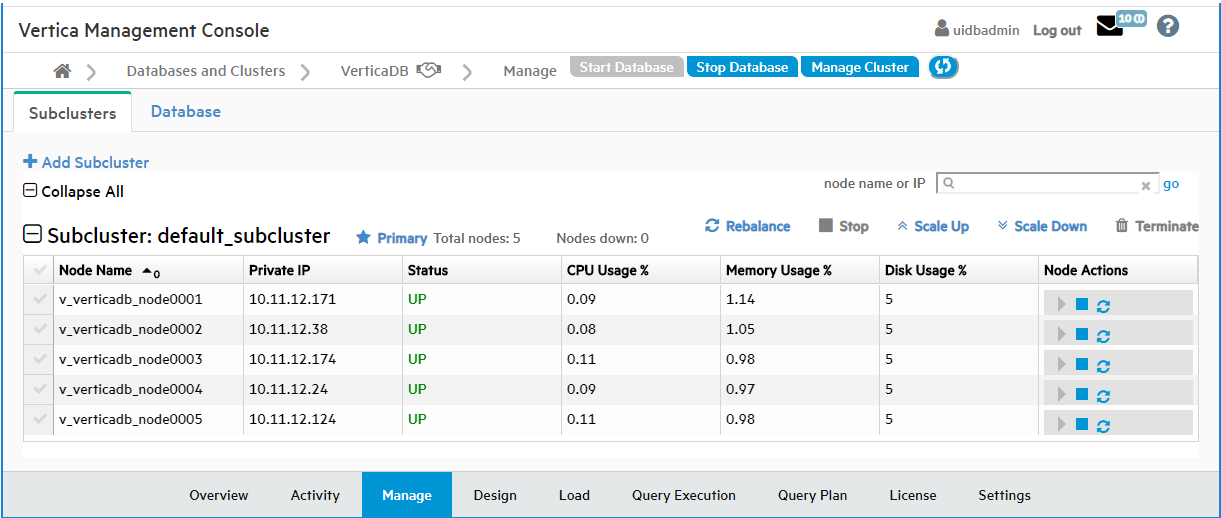 Vertica Management Console
uidbadmin Log out
Databases and Clusters VerticaDB Manage Start Database Stop Database Manage Cluster
Subclusters Database
Add Subcluster
node name or IP go
Collapse All
Subcluster: default_subcluster Primary Total nodes: 5 Nodes down: 0 Rebalance Stop Scale Up Scale Down Terminate
Node Name 0 Private IP Status CPU Usage % Memory Usage % Disk Usage % Node Actions
v_verticadb_node0001 10.11.12.171 UP 0.09 1.14 5
v_verticadb_node0002 10.11.12.38 UP 0.08 1.05 5
v_verticadb_node0003 10.11.12.174 UP 0.11 0.98 5
v_verticadb_node0004 10.11.12.24 UP 0.09 0.97 5
v_verticadb_node0005 10.11.12.124 UP 0.11 0.98 5
Overview Activity Manage Design Load Query Execution Query Plan License Settings